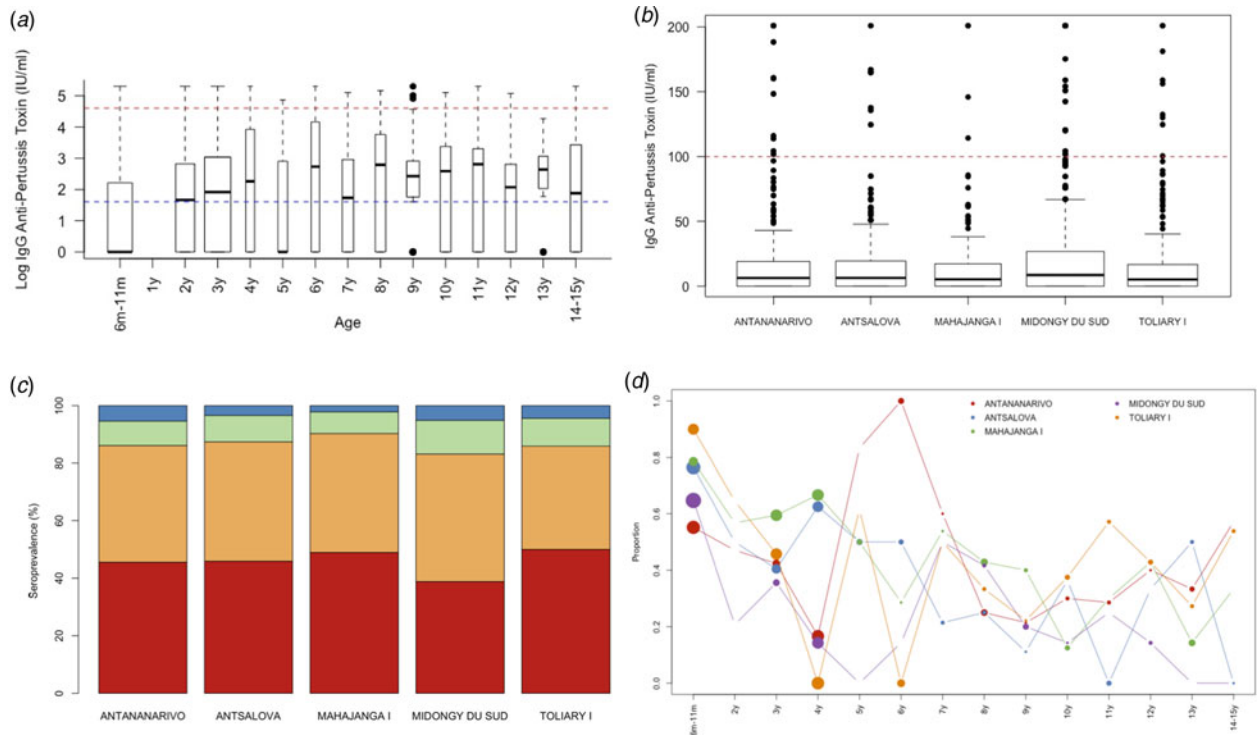 (a)
Log IgG Anti-Pertussis Toxin (IU/ml)
5
4
3
2
1
0
6m-11m
1y
2y
3y
4y
5y
6y
7y
8y
9y
10y
11y
12y
13y
14-15y
Age
(b)
IgG Anti-Pertussis Toxin (IU/ml)
200
150
100
50
0
ANTANANARIVO
ANTSALOVA
MAHAJANGA I
MIDONGY DU SUD
TOLIARY I
(c)
Seroprevalence (%)
100
80
60
40
20
0
ANTANANARIVO
ANTSALOVA
MAHAJANGA I
MIDONGY DU SUD
TOLIARY I
(d)
Proportion
1.0
0.8
0.6
0.4
0.2
0.0
ANTANANARIVO
ANTSALOVA
MAHAJANGA I
MIDONGY DU SUD
TOLIARY I
6m-11m
2y
3y
4y
5y
6y
7y
8y
9y
10y
11y
12y
13y
14-15y